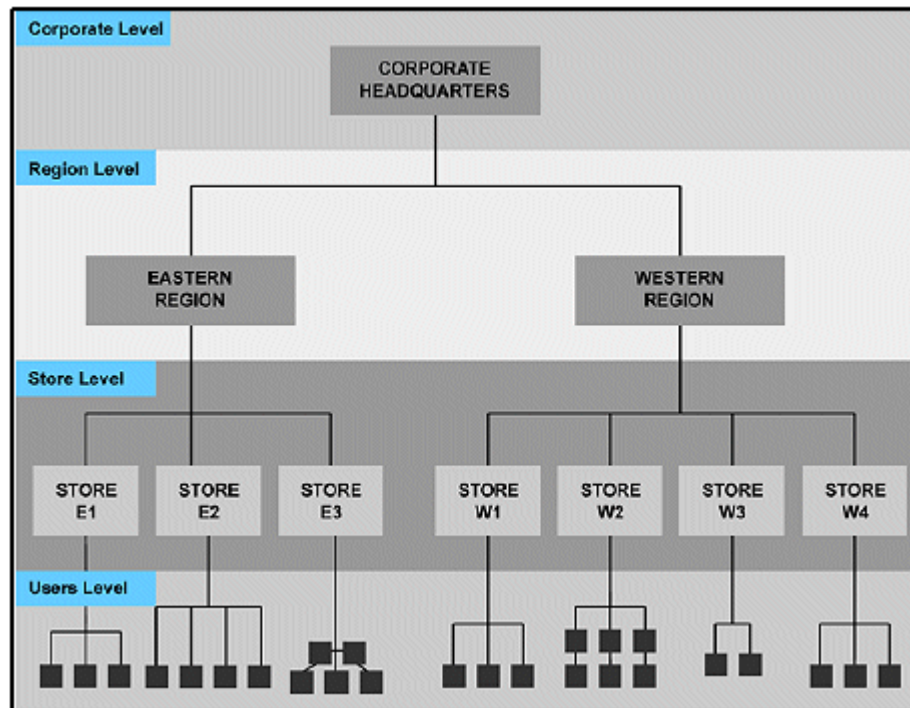 Corporate Level
CORPORATE
HEADQUARTERS
Region Level
EASTERN
REGION
WESTERN
REGION
Store Level
STORE
E1
STORE
E2
STORE
E3
STORE
W1
STORE
W2
STORE
W3
STORE
W4
Users Level